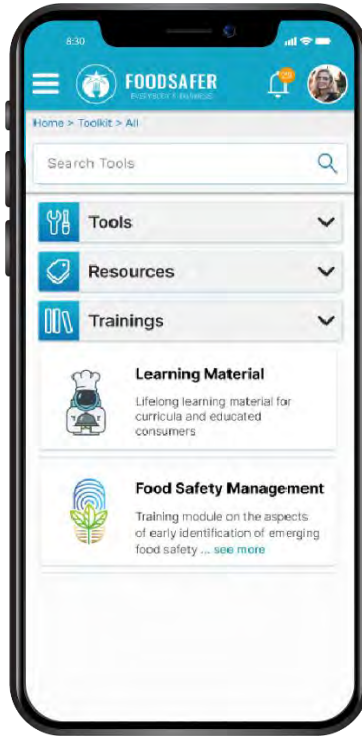 8:30
FOODSAFER
Home > Toolkit > All
Search Tools
Tools
Resources
Trainings
Learning Material
Lifelong learning material for
curricula and educated
consumers
Food Safety Management
Training module on the aspects
of early identification of emerging
food safety ... see more